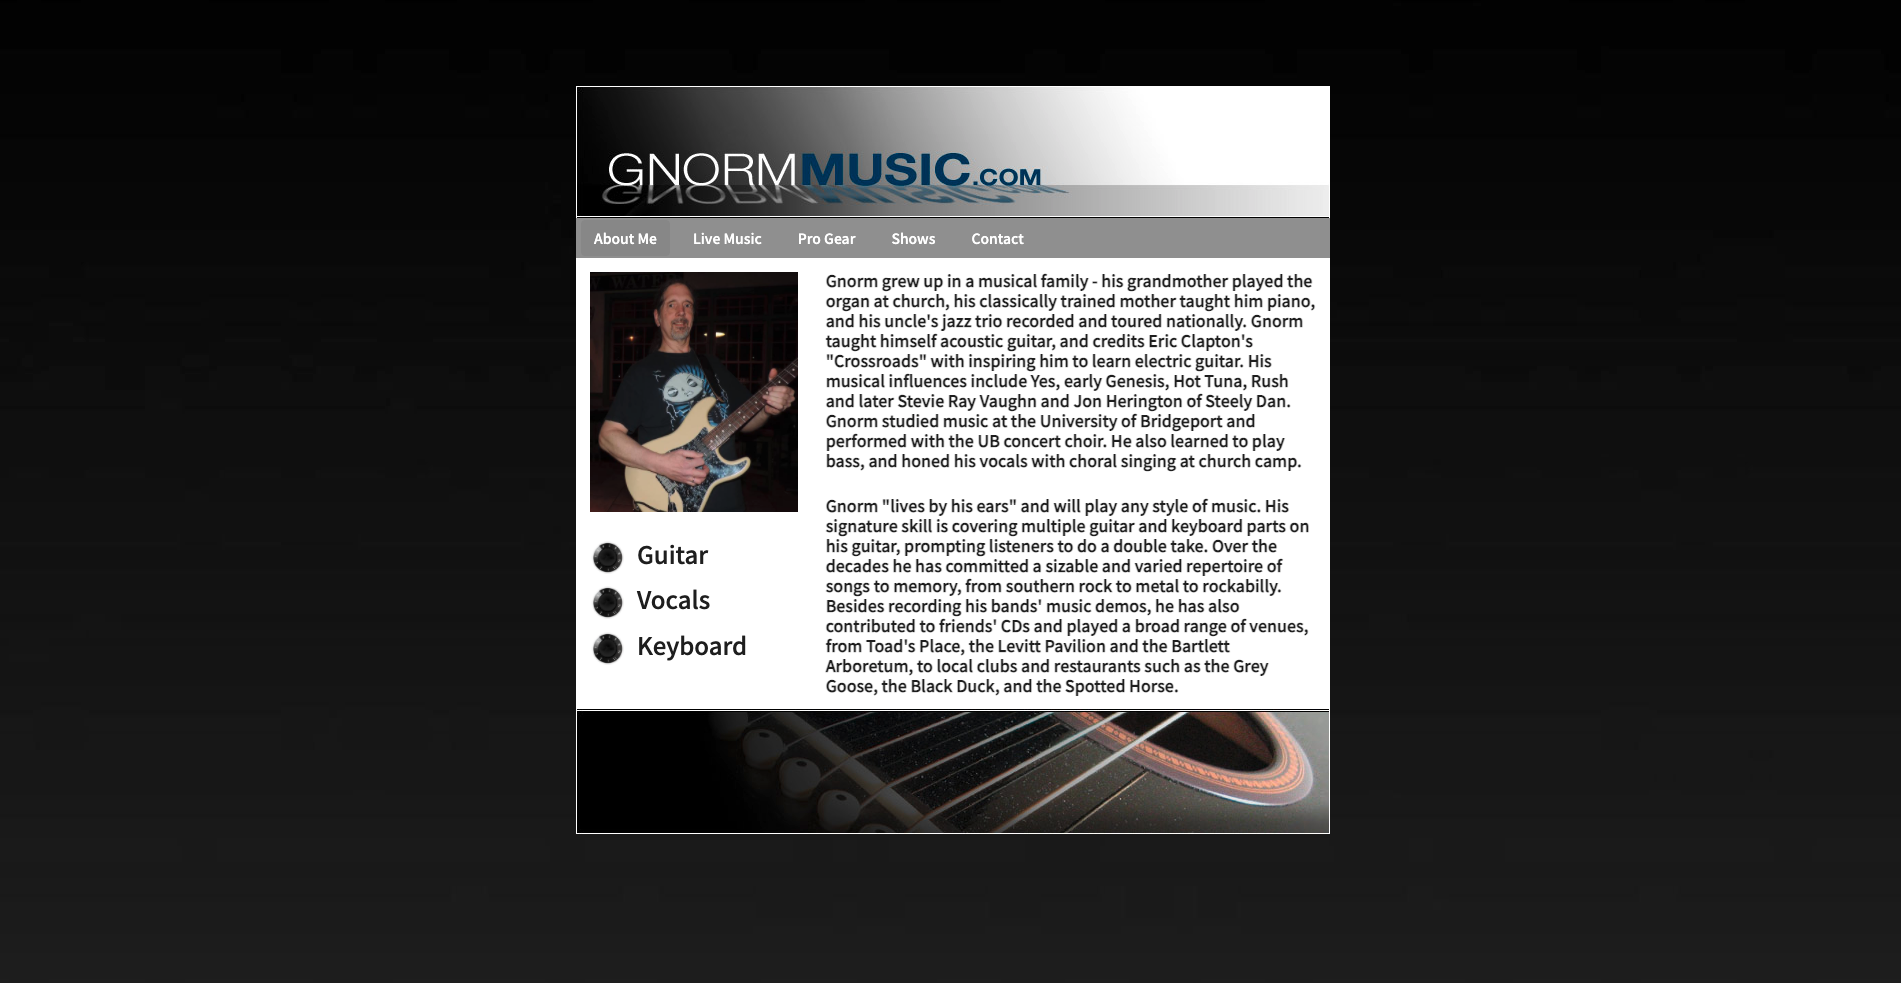 GNORMMUSIC.COM
About Me Live Music Pro Gear Shows Contact
Gnorm grew up in a musical family - his grandmother played the
organ at church, his classically trained mother taught him piano,
and his uncle's jazz trio recorded and toured nationally. Gnorm
taught himself acoustic guitar, and credits Eric Clapton's
"Crossroads" with inspiring him to learn electric guitar. His
musical influences include Yes, early Genesis, Hot Tuna, Rush
and later Stevie Ray Vaughn and Jon Herington of Steely Dan.
Gnorm studied music at the University of Bridgeport and
performed with the UB concert choir. He also learned to play
bass, and honed his vocals with choral singing at church camp.
Gnorm "lives by his ears" and will play any style of music. His
signature skill is covering multiple guitar and keyboard parts on
his guitar, prompting listeners to do a double take. Over the
decades he has committed a sizable and varied repertoire of
songs to memory, from southern rock to metal to rockabilly.
Besides recording his bands' music demos, he has also
contributed to friends' CDs and played a broad range of venues,
from Toad's Place, the Levitt Pavilion and the Bartlett
Arboretum, to local clubs and restaurants such as the Grey
Goose, the Black Duck, and the Spotted Horse.
Guitar
Vocals
Keyboard